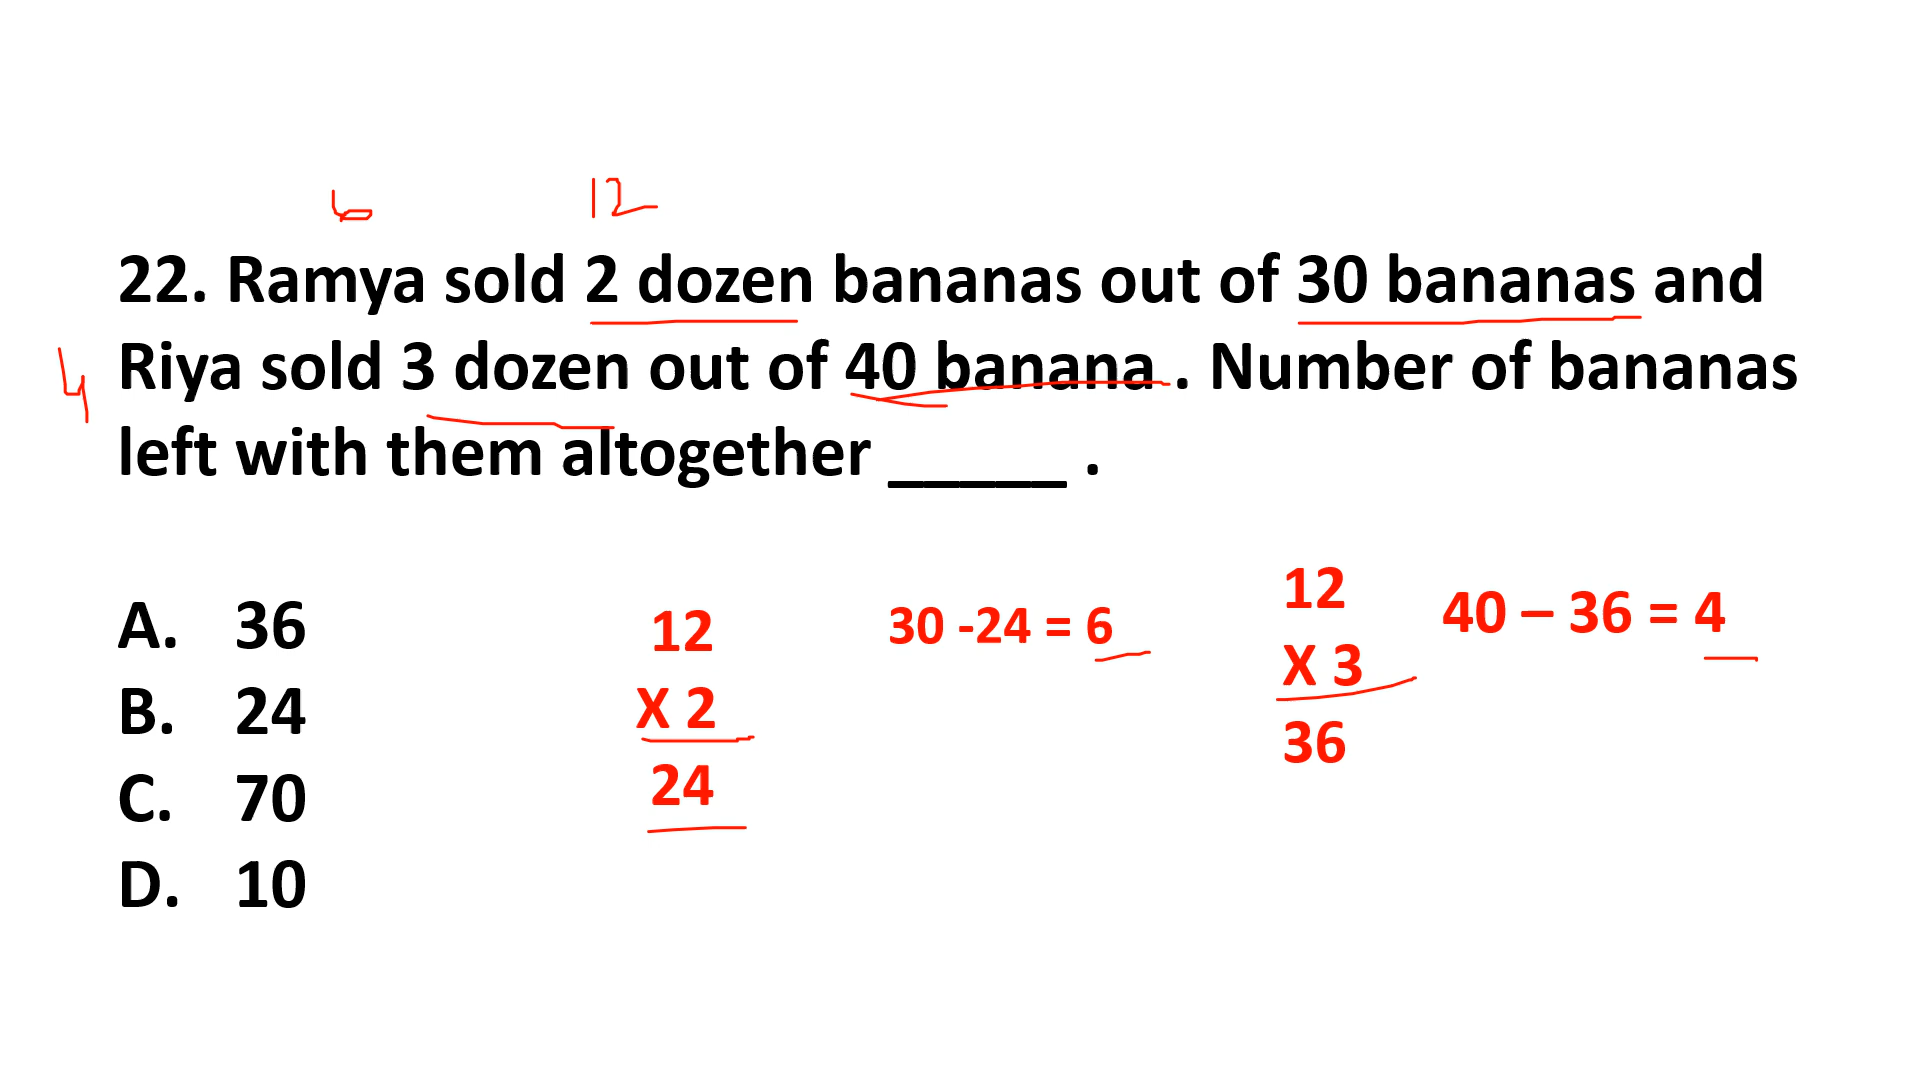 6 12
22. Ramya sold 2 dozen bananas out of 30 bananas and
4 Riya sold 3 dozen out of 40 banana . Number of bananas
left with them altogether _____ .
A. 36
B. 24
C. 70
D. 10
12
X 2
24
30 -24 = 6
12
X 3
36
40 – 36 = 4